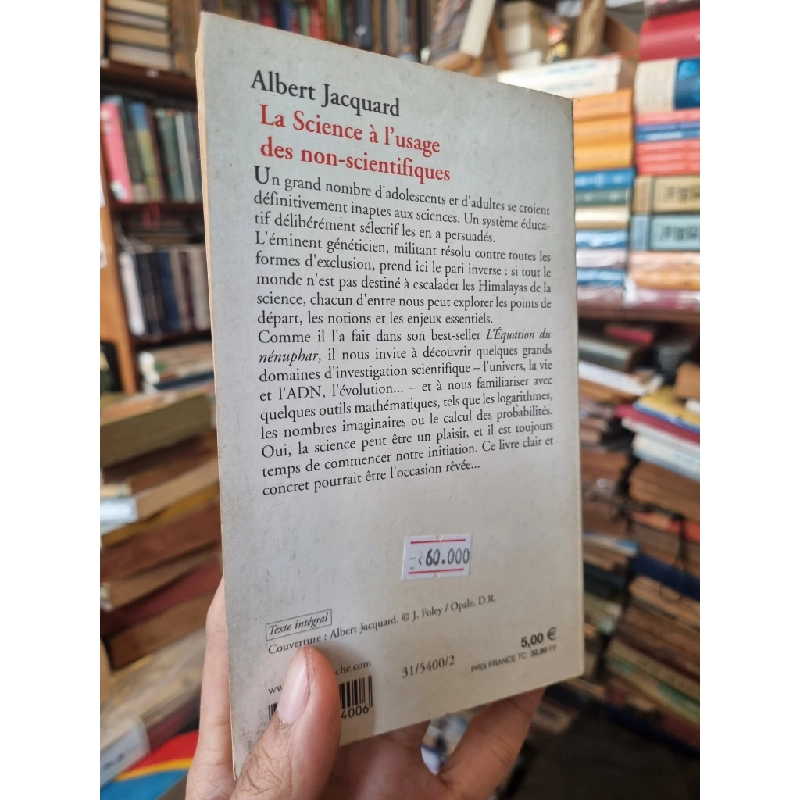 Albert Jacquard
La Science à l'usage
des non-scientifiques
Un grand nombre d'adolescents et d'adultes se croient
définitivement inaptes aux sciences. Un système éduca-
tif délibérément sélectif les en a persuadés.
L'éminent généticien, militant résolu contre toutes les
formes d'exclusion, prend ici le pari inverse : si tout le
monde n'est pas destiné à escalader les Himalayas de la
science, chacun d'entre nous peut explorer les points de
départ, les notions et les enjeux essentiels.
Comme il l'a fait dans son best-seller L'Équation du
nénuphar, il nous invite à découvrir quelques grands
domaines d'investigation scientifique – l'univers, la vie
et l'ADN, l'évolution... – et à nous familiariser avec
quelques outils mathématiques, tels que les logarithmes,
les nombres imaginaires ou le calcul des probabilités.
Oui, la science peut être un plaisir, et il est toujours
temps de commencer notre initiation. Ce livre clair et
concret pourrait être l'occasion rêvée...
60.000
Texte intégral
Couverture : Albert Jacquard. © J. Foley / Opale. D.R.
31/5400/2
5,00 €
PRIX FRANCE TC
che.com
4006